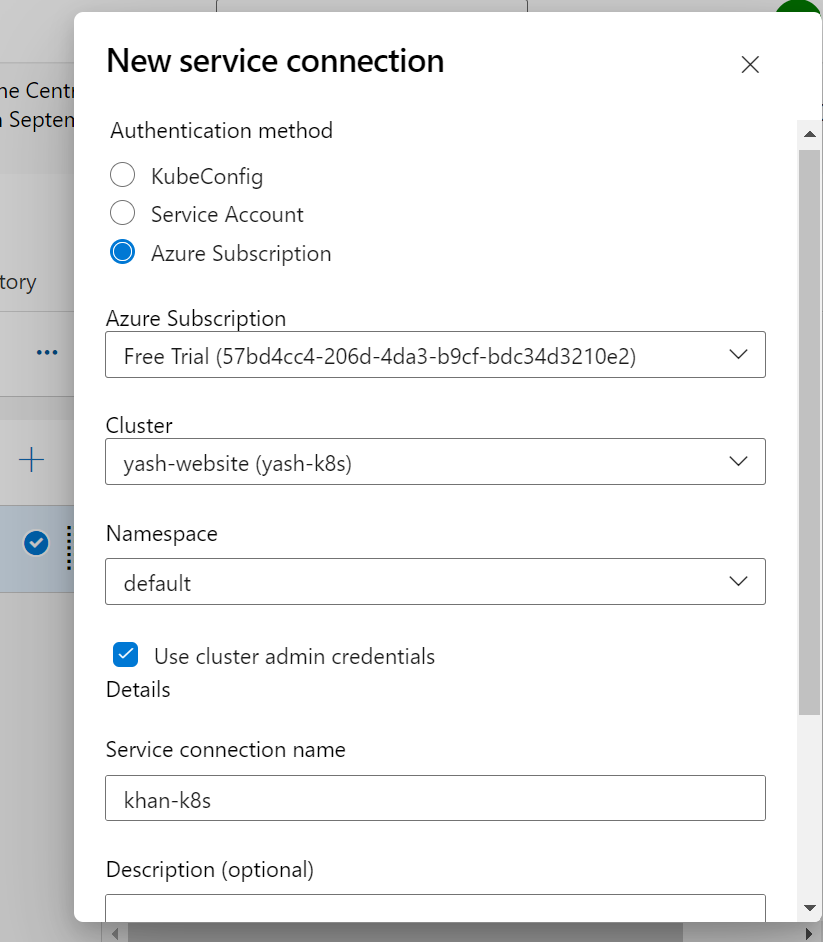 New service connection
ne Centr
Septem
Authentication method
KubeConfig
Service Account
Azure Subscription
tory
Azure Subscription
Free Trial (57bd4cc4-206d-4da3-b9cf-bdc34d3210e2)
Cluster
yash-website (yash-k8s)
Namespace
default
Use cluster admin credentials
Details
Service connection name
khan-k8s
Description (optional)